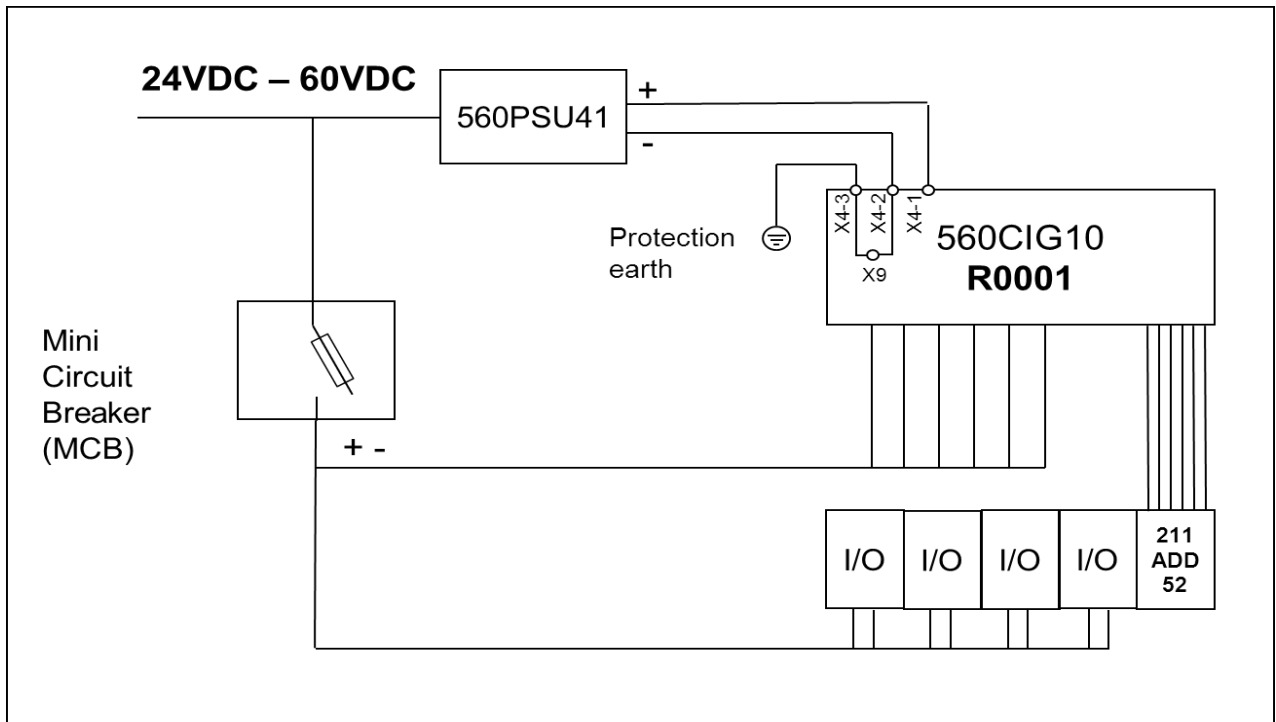 24VDC – 60VDC
560PSU41
+
-
X4-3
X4-2
X4-1
560CIG10
R0001
X9
Protection
earth
Mini
Circuit
Breaker
(MCB)
+ -
I/O
I/O
I/O
I/O
211
ADD
52